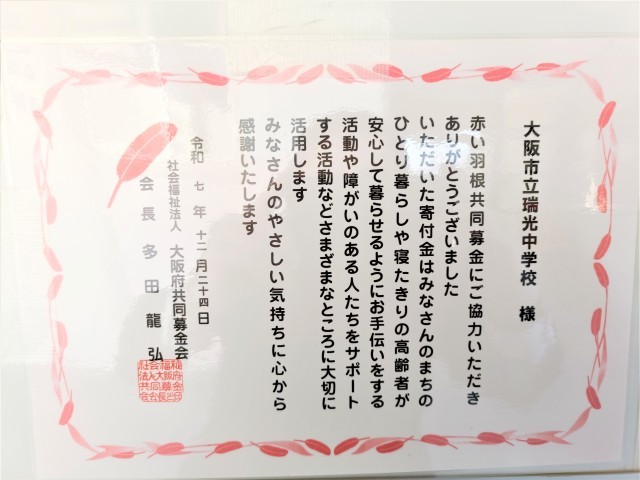 大阪市立瑞光中学校 様
赤い羽根共同募金にご協力いただき
ありがとうございました
いただいた寄付金はみなさんのまちの
ひとり暮らしや寝たきりの高齢者が
安心して暮らせるようにお手伝いをする
活動や障がいのある人たちをサポート
する活動などさまざまなところに大切に
活用します
みなさんのやさしい気持ちに心から
感謝いたします
令和 七 年 十二月二十四日
社会福祉法人 大阪府共同募金会
会長 多田 龍弘